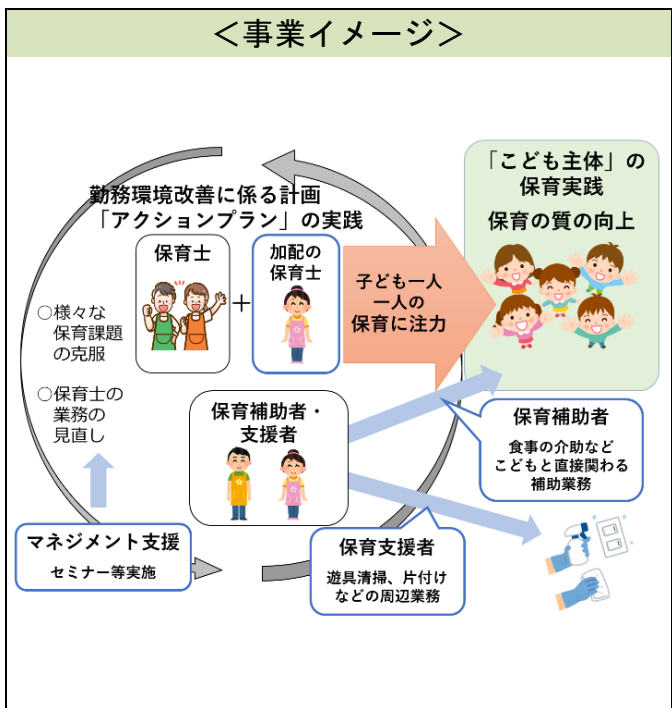 ＜事業イメージ＞
勤務環境改善に係る計画
「アクションプラン」の実践
保育士
＋
加配の
保育士
子ども一人
一人の
保育に注力
「こども主体」の
保育実践
保育の質の向上
○様々な
保育課題
の克服
○保育士の
業務の
見直し
保育補助者・
支援者
保育補助者
食事の介助など
こどもと直接関わる
補助業務
マネジメント支援
セミナー等実施
保育支援者
遊具清掃、片付け
などの周辺業務